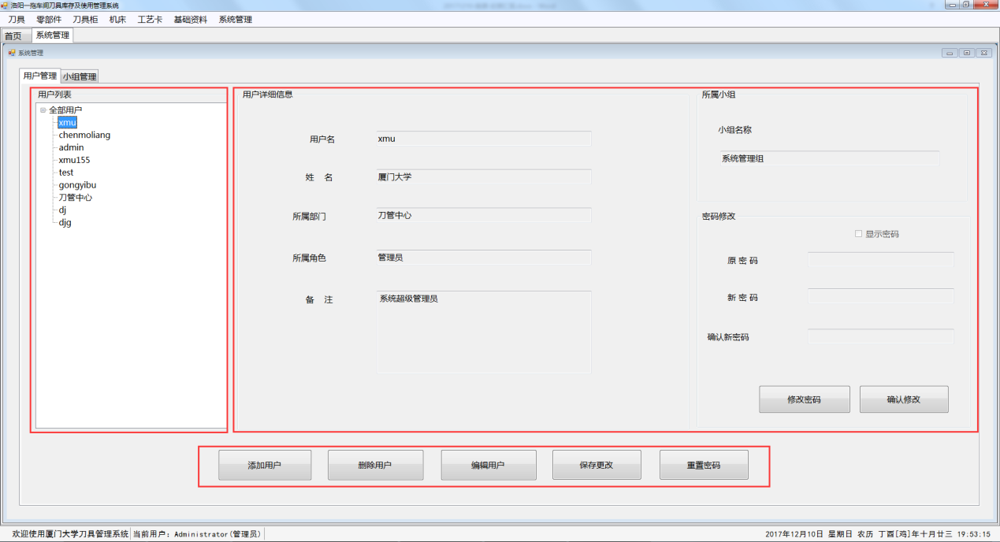 洛阳一拖车间刀具库存及使用管理系统
刀具 零部件 刀具柜 机床 工艺卡 基础资料 系统管理
首页 系统管理
系统管理
用户管理 小组管理
用户列表
全部用户
xmu
chenmoliang
admin
xmu155
test
gongyibu
刀管中心
dj
djg
用户详细信息
用户名 xmu
姓 名 厦门大学
所属部门 刀管中心
所属角色 管理员
备 注 系统超级管理员
所属小组
小组名称
系统管理组
密码修改
显示密码
原 密 码
新 密 码
确认新密码
修改密码 确认修改
添加用户 删除用户 编辑用户 保存更改 重置密码
欢迎使用厦门大学刀具管理系统 当前用户: Administrator(管理员) 2017年12月10日 星期日 农历 丁酉[鸡]年十月廿三 19:53:15